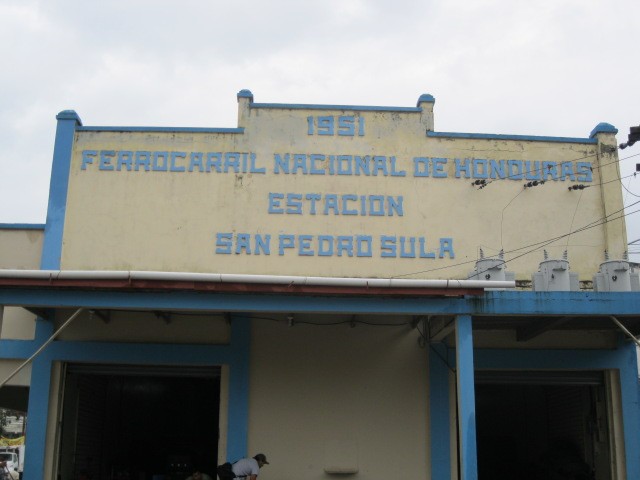 1951
FERROCARRIL NACIONAL DE HONDURAS
ESTACION
SAN PEDRO SULA